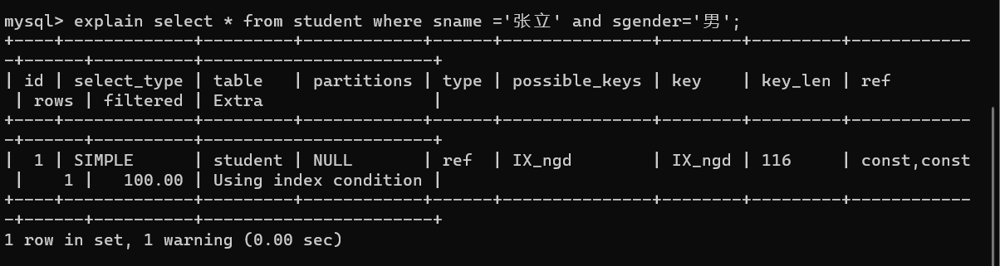 mysql> explain select * from student where sname ='张立' and sgender='男';
+----+-------------+---------+------------+------+---------------+--------+---------+------------
-+------+----------+-----------------------+
| id | select_type | table   | partitions | type | possible_keys | key    | key_len | ref
 | rows | filtered | Extra                 |
+----+-------------+---------+------------+------+---------------+--------+---------+------------
-+------+----------+-----------------------+
|  1 | SIMPLE      | student | NULL       | ref  | IX_ngd        | IX_ngd | 116     | const,const
 |    1 |   100.00 | Using index condition |
+----+-------------+---------+------------+------+---------------+--------+---------+------------
-+------+----------+-----------------------+
1 row in set, 1 warning (0.00 sec)